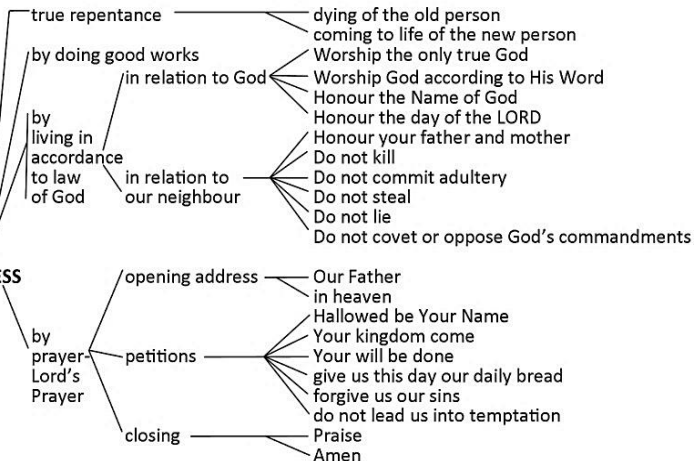 true repentance
dying of the old person
coming to life of the new person
by doing good works
Worship the only true God
in relation to God
Worship God according to His Word
Honour the Name of God
by
living in
accordance
to law
of God
Honour the day of the LORD
Honour your father and mother
Do not kill
in relation to
our neighbour
Do not commit adultery
Do not steal
Do not lie
Do not covet or oppose God's commandments
ESS
opening address
Our Father
in heaven
by
prayer-
Lord's
Prayer
petitions
Hallowed be Your Name
Your kingdom come
Your will be done
give us this day our daily bread
forgive us our sins
do not lead us into temptation
closing
Praise
Amen